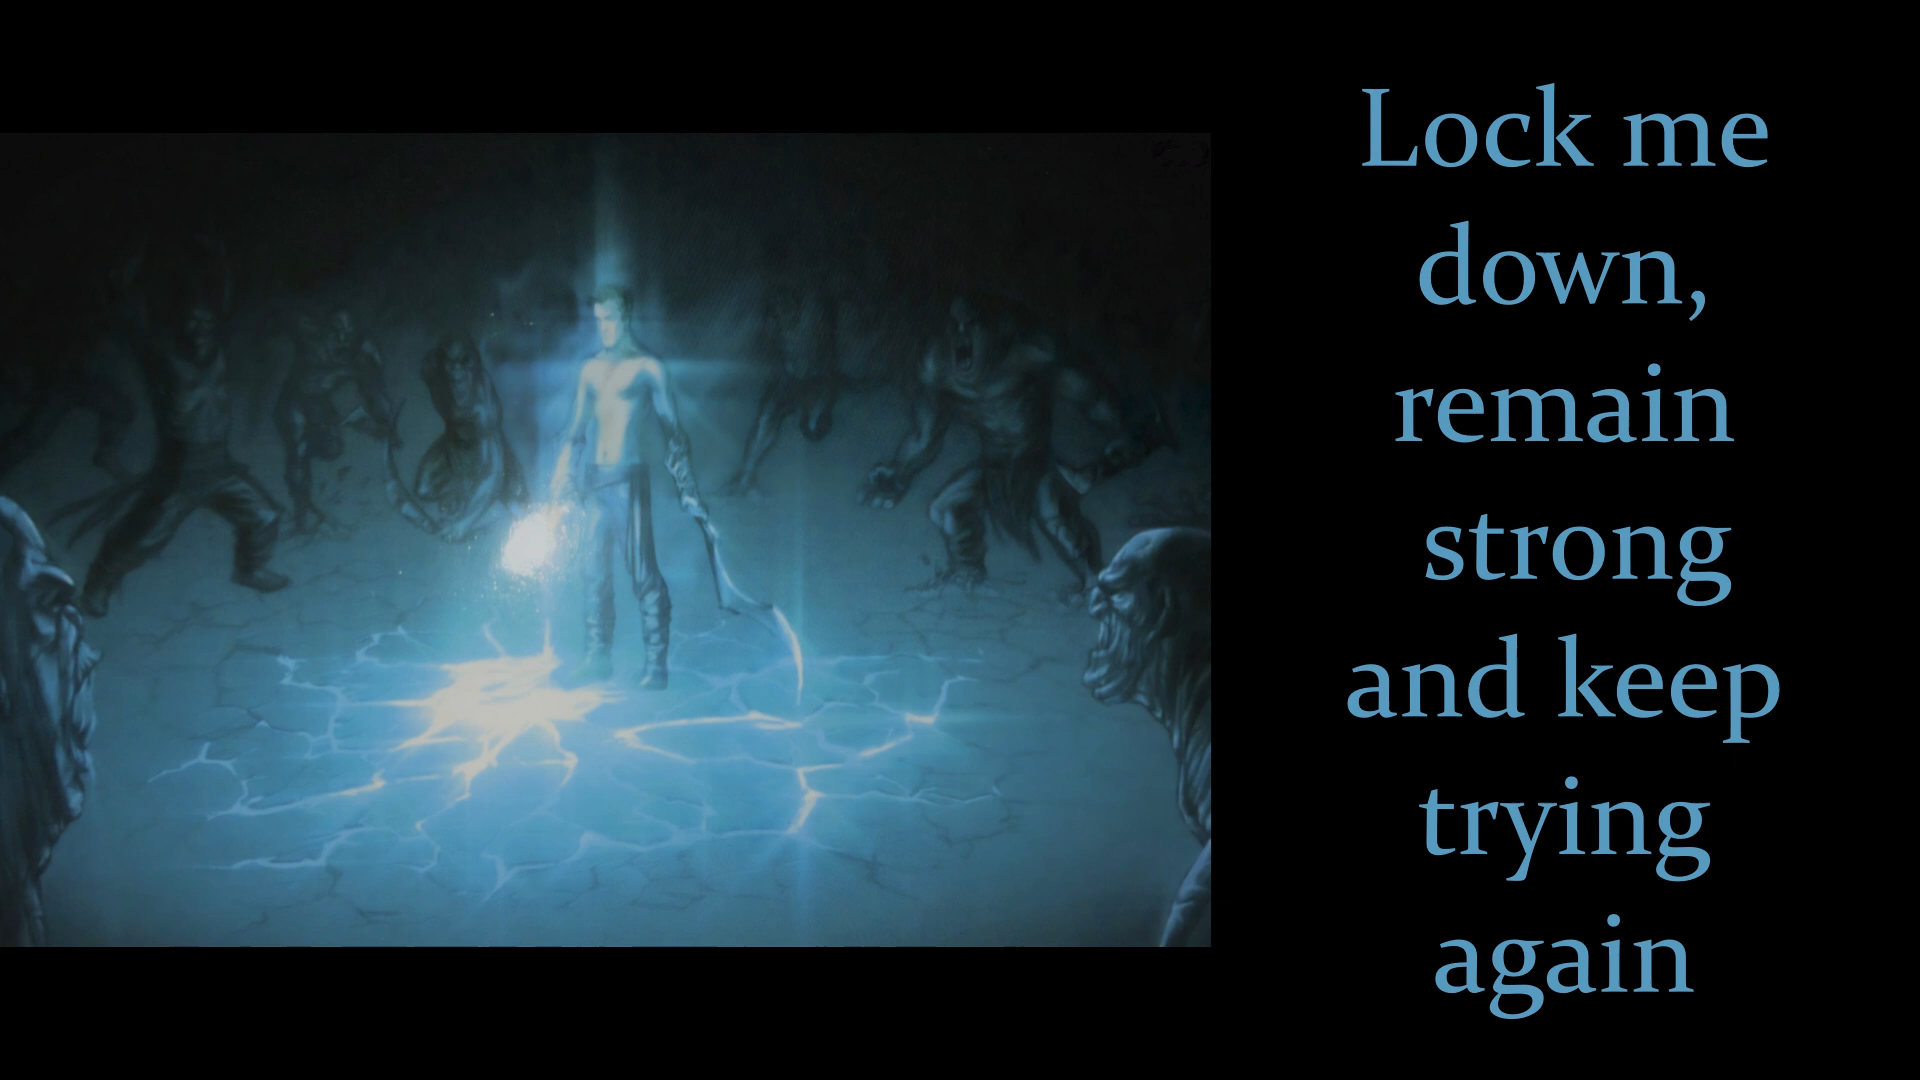 Lock me
down,
remain
strong
and keep
trying
again